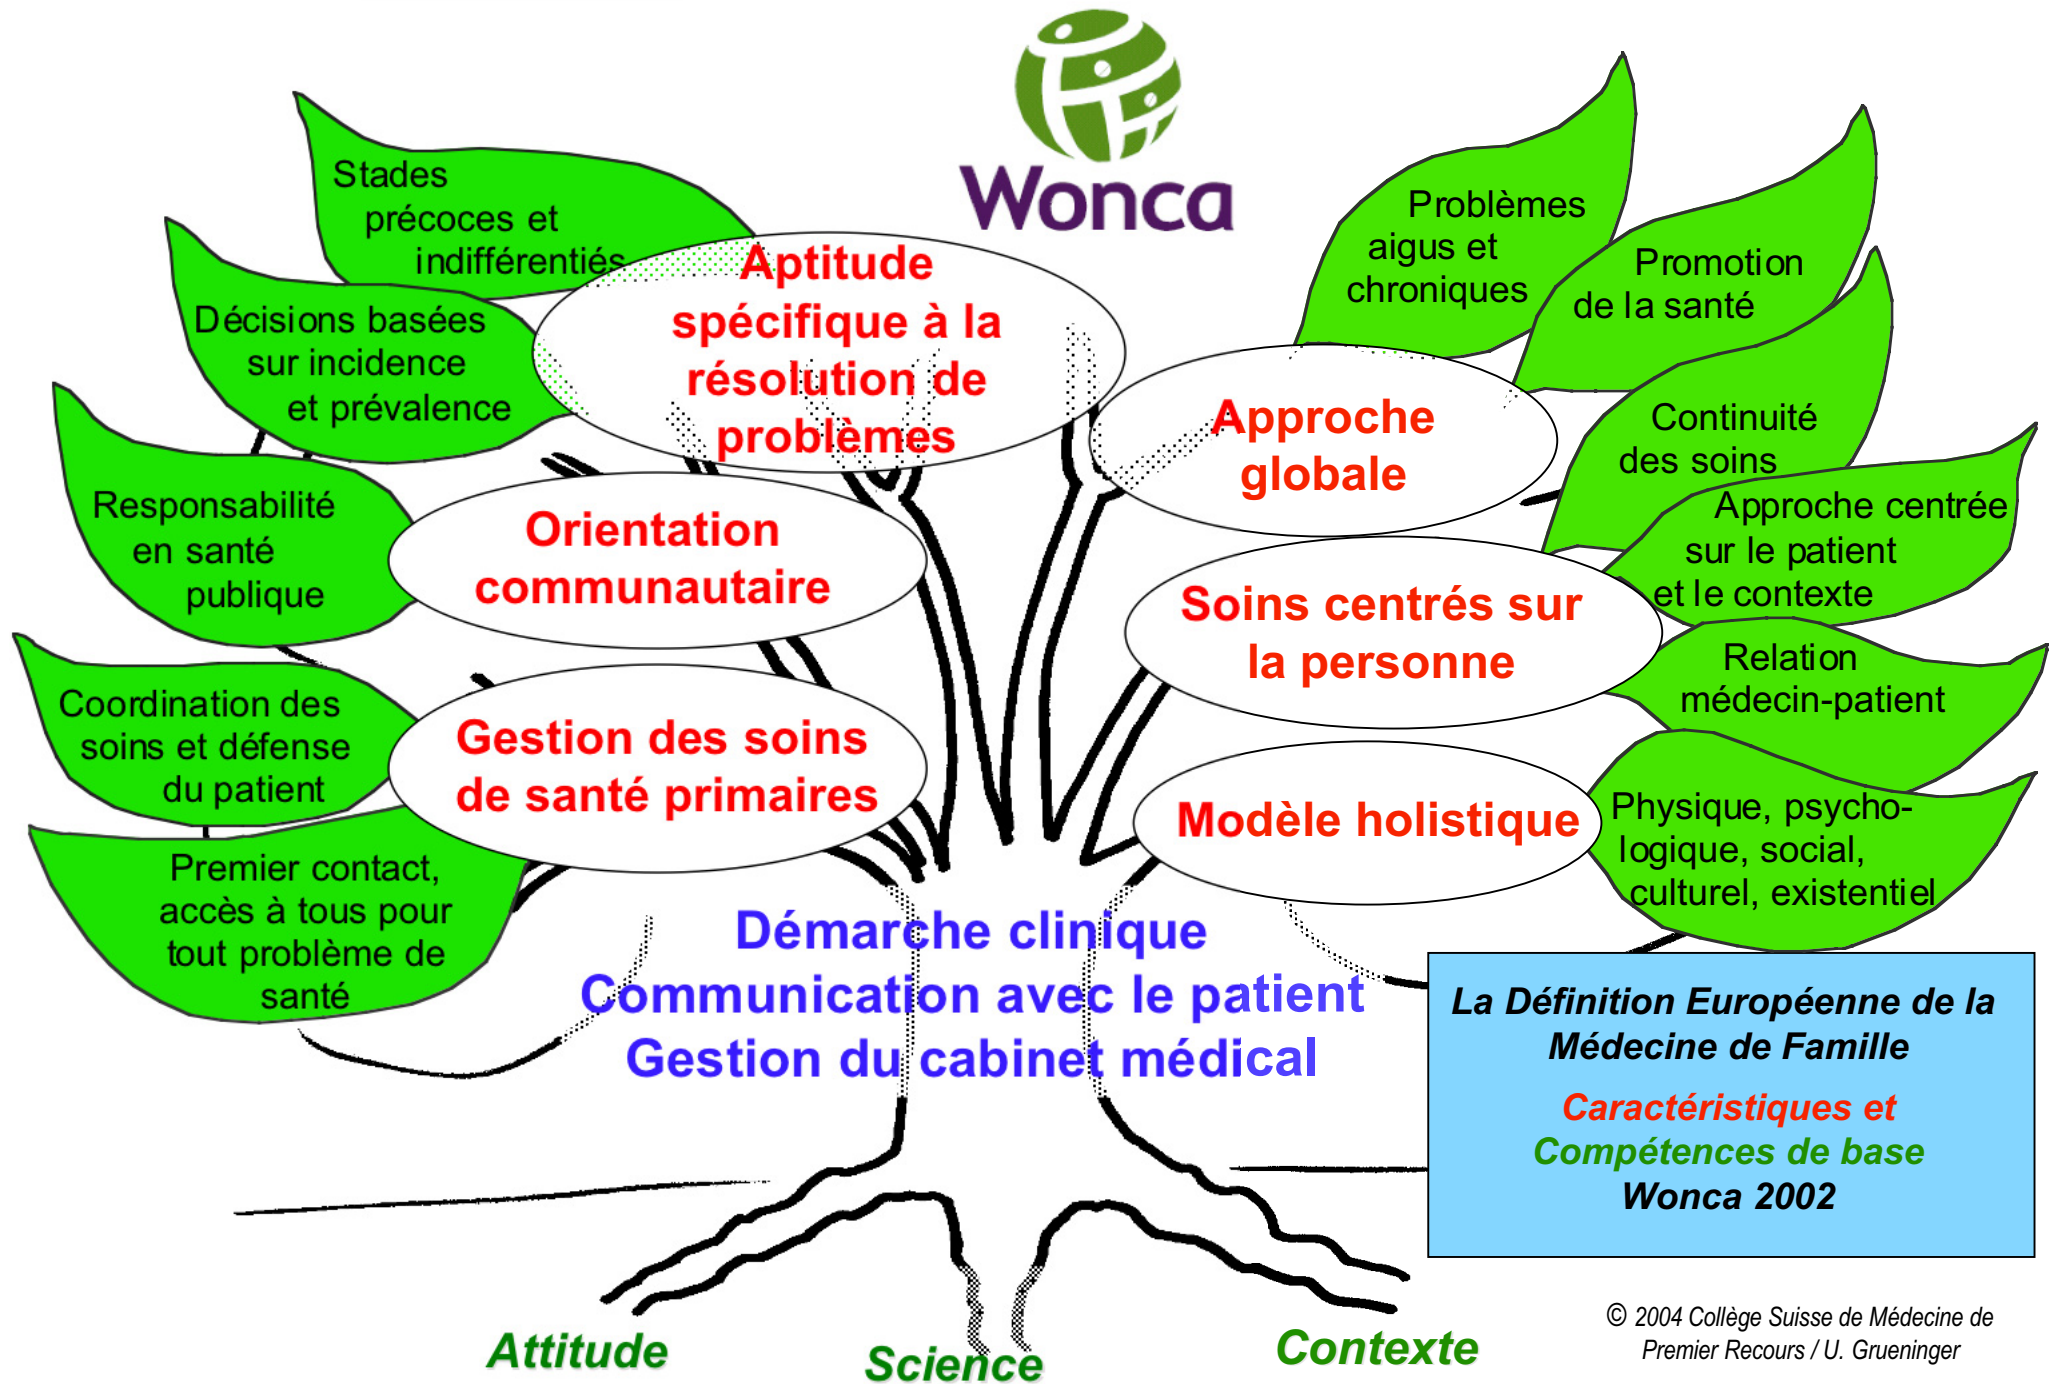 Wonca
Stades
précoces et
indifférentiés
Décisions basées
sur incidence
et prévalence
Responsabilité
en santé
publique
Coordination des
soins et défense
du patient
Premier contact,
accès à tous pour
tout problème de
santé
Aptitude
spécifique à la
résolution de
problèmes
Orientation
communautaire
Gestion des soins
de santé primaires
Approche
globale
Soins centrés sur
la personne
Modèle holistique
Problèmes
aigus et
chroniques
Promotion
de la santé
Continuité
des soins
Approche centrée
sur le patient
et le contexte
Relation
médecin-patient
Physique, psycho-
logique, social,
culturel, existentiel
Démarche clinique
Communication avec le patient
Gestion du cabinet médical
La Définition Européenne de la
Médecine de Famille
Caractéristiques et
Compétences de base
Wonca 2002
Attitude
Science
Contexte
© 2004 Collège Suisse de Médecine de
Premier Recours / U. Grueninger